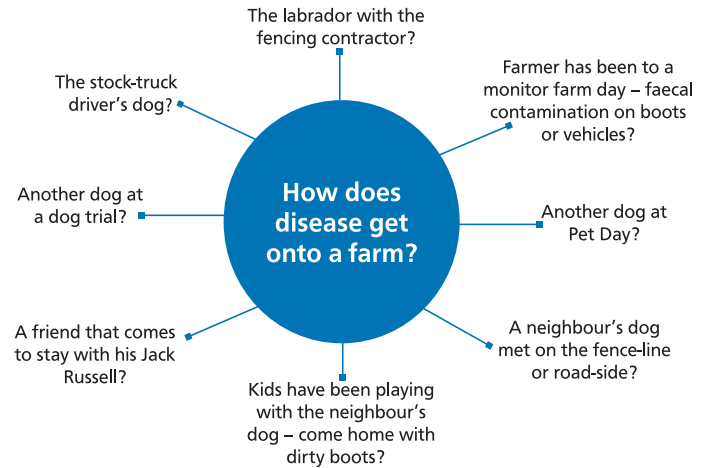 The labrador with the
fencing contractor?
Farmer has been to a
monitor farm day – faecal
contamination on boots
or vehicles?
Another dog at
Pet Day?
A neighbour's dog
met on the fence-line
or road-side?
Kids have been playing
with the neighbour's
dog – come home with
dirty boots?
A friend that comes
to stay with his Jack
Russell?
Another dog at
a dog trial?
The stock-truck
driver's dog?
How does
disease get
onto a farm?